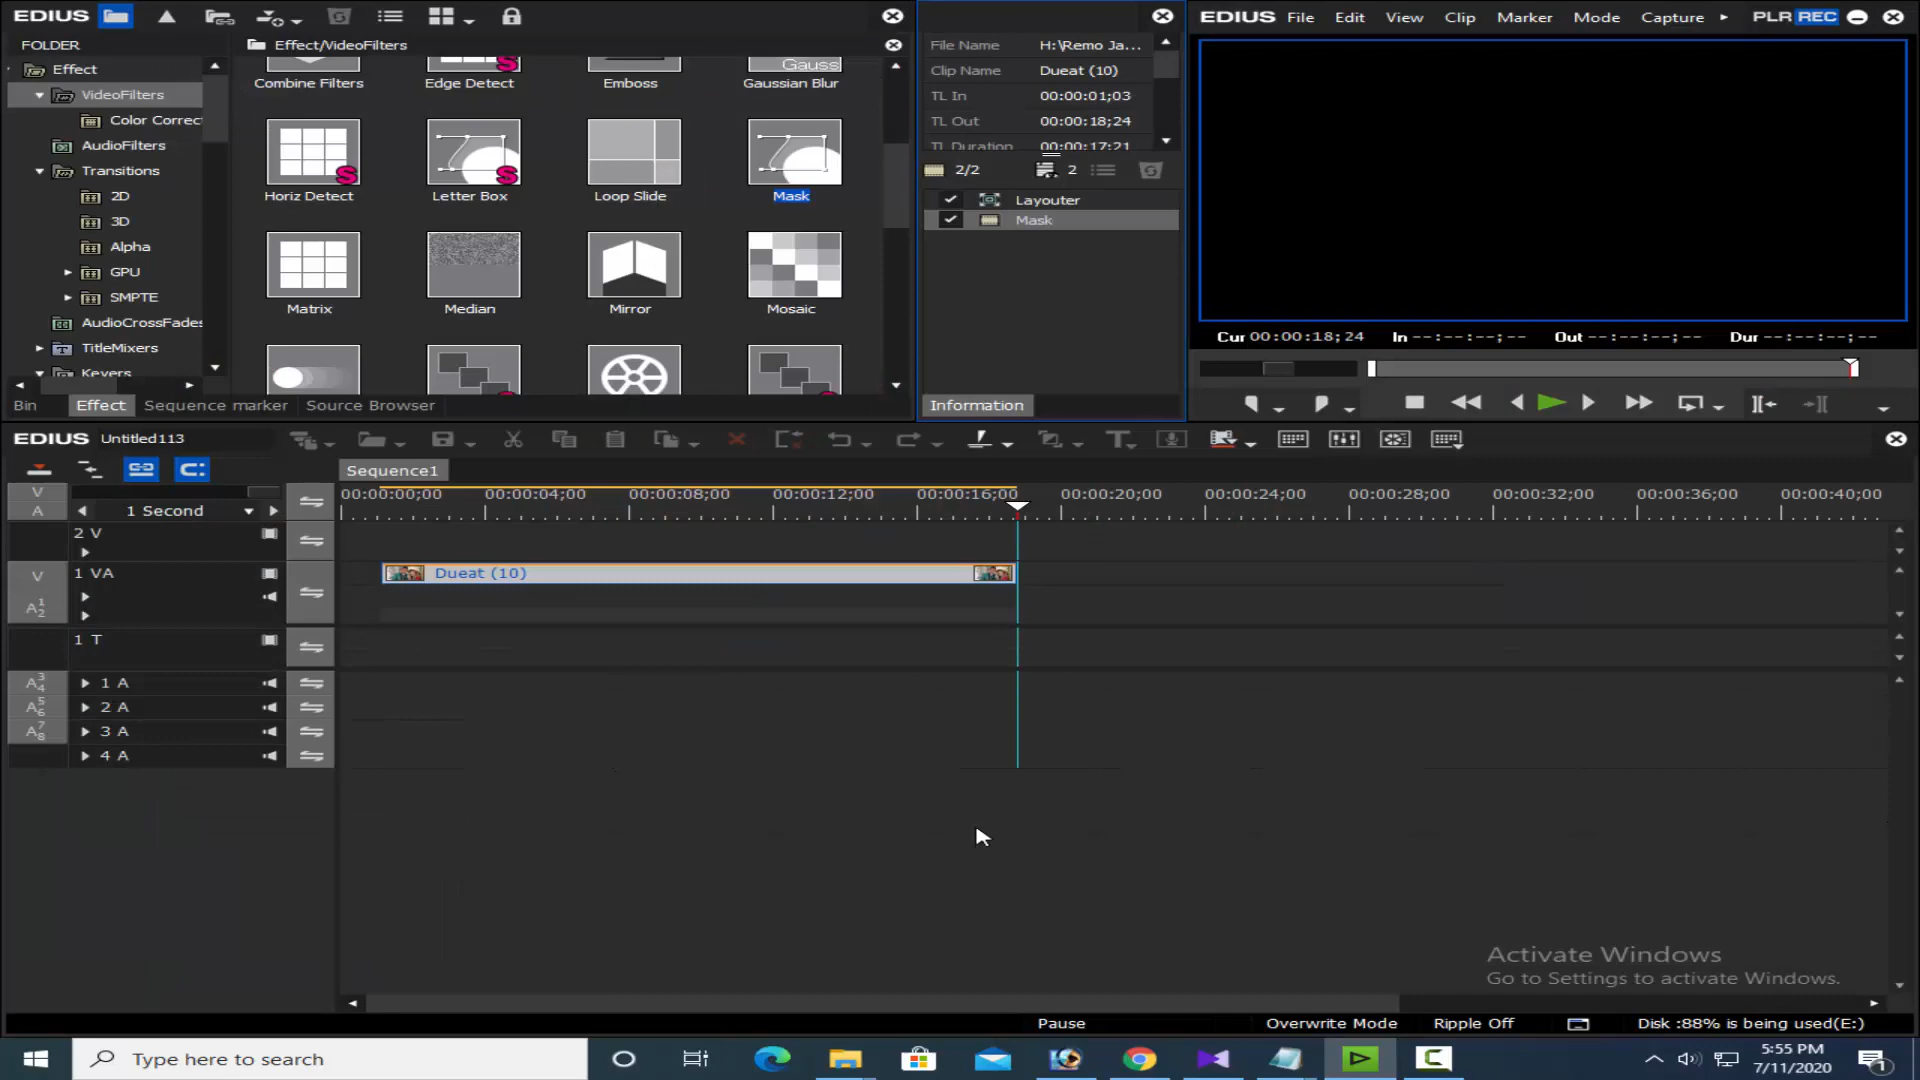 EDIUS
FOLDER
Effect
VideoFilters
Color Correc
AudioFilters
Transitions
2D
3D
Alpha
GPU
SMPTE
AudioCrossFades
TitleMixers
Keyers
Effect/VideoFilters
Gauss
Combine Filters
Edge Detect
Emboss
Gaussian Blur
S
S
S
Horiz Detect
Letter Box
Loop Slide
Mask
Matrix
Median
Mirror
Mosaic
Bin
Effect
Sequence marker
Source Browser
File Name H:\Remo Ja...
Clip Name Dueat (10)
TL In 00:00:01;03
TL Out 00:00:18;24
TL Duration 00:00:17;21
2/2
2
Layouter
Mask
Information
EDIUS File Edit View Clip Marker Mode Capture PLR REC
Cur 00:00:18;24 In --:--:--;-- Out --:--:--;-- Dur --:--:--;--
EDIUS Untitled113
Sequence1
V
A
1 Second
00:00:00;00 00:00:04;00 00:00:08;00 00:00:12;00 00:00:16;00 00:00:20;00 00:00:24;00 00:00:28;00 00:00:32;00 00:00:36;00 00:00:40;00
2 V
V
1 VA
Dueat (10)
A 1 2
1 T
A 3 4
1 A
A 5 6
2 A
A 7 8
3 A
4 A
Activate Windows
Go to Settings to activate Windows.
Pause
Overwrite Mode
Ripple Off
Disk :88% is being used(E:)
Type here to search
5:55 PM
7/11/2020
1